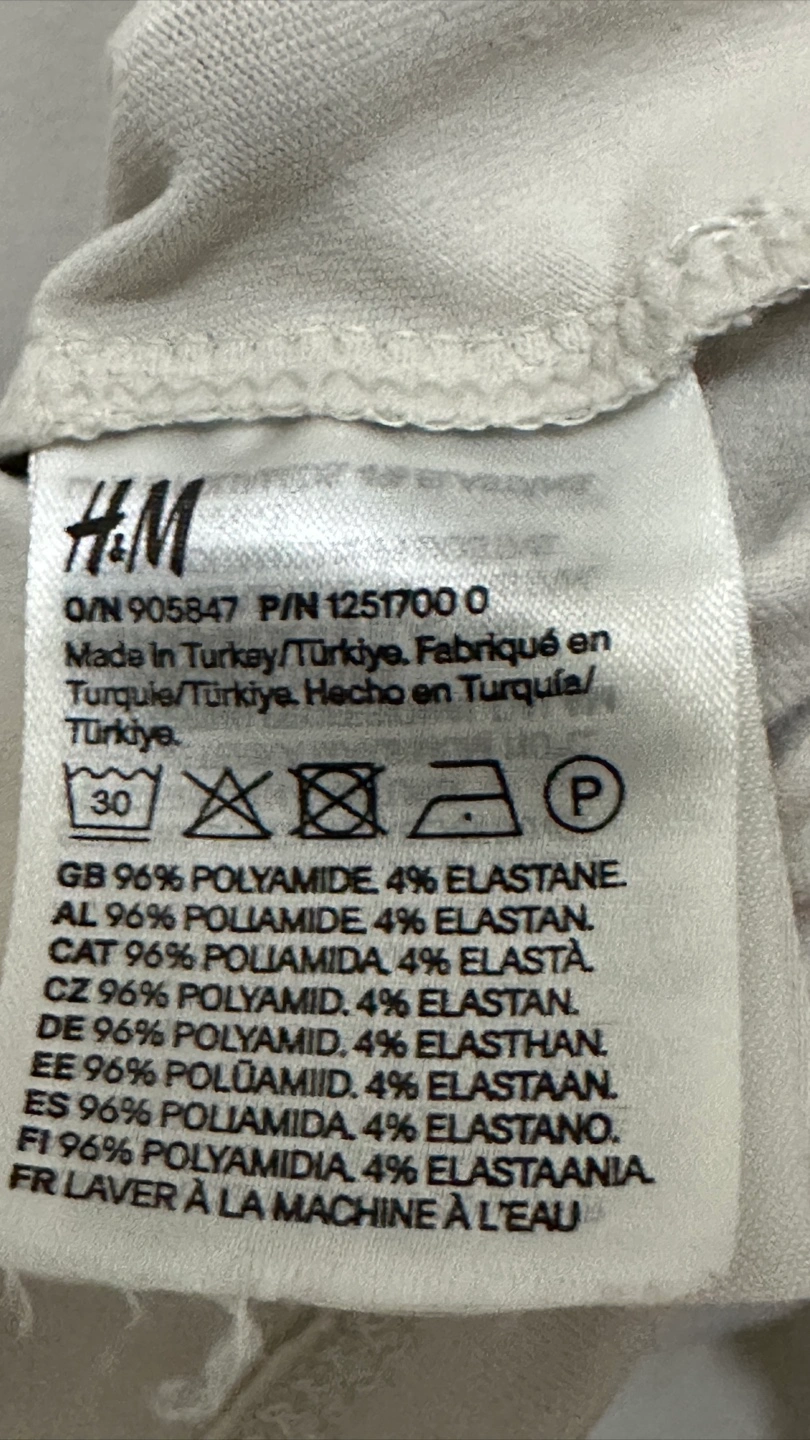 H&M
O/N 905847 P/N 1251700 0
Made in Turkey/Türkiye. Fabriqué en
Turquie/Türkiye. Hecho en Turquía/
Türkiye.
30 P
GB 96% POLYAMIDE. 4% ELASTANE.
AL 96% POLIAMIDE. 4% ELASTAN.
CAT 96% POLIAMIDA. 4% ELASTÀ.
CZ 96% POLYAMID. 4% ELASTAN.
DE 96% POLYAMID. 4% ELASTHAN.
EE 96% POLÜAMIID. 4% ELASTAAN.
ES 96% POLIAMIDA. 4% ELASTANO.
FI 96% POLYAMIDIA. 4% ELASTAANIA.
FR LAVER À LA MACHINE À L'EAU